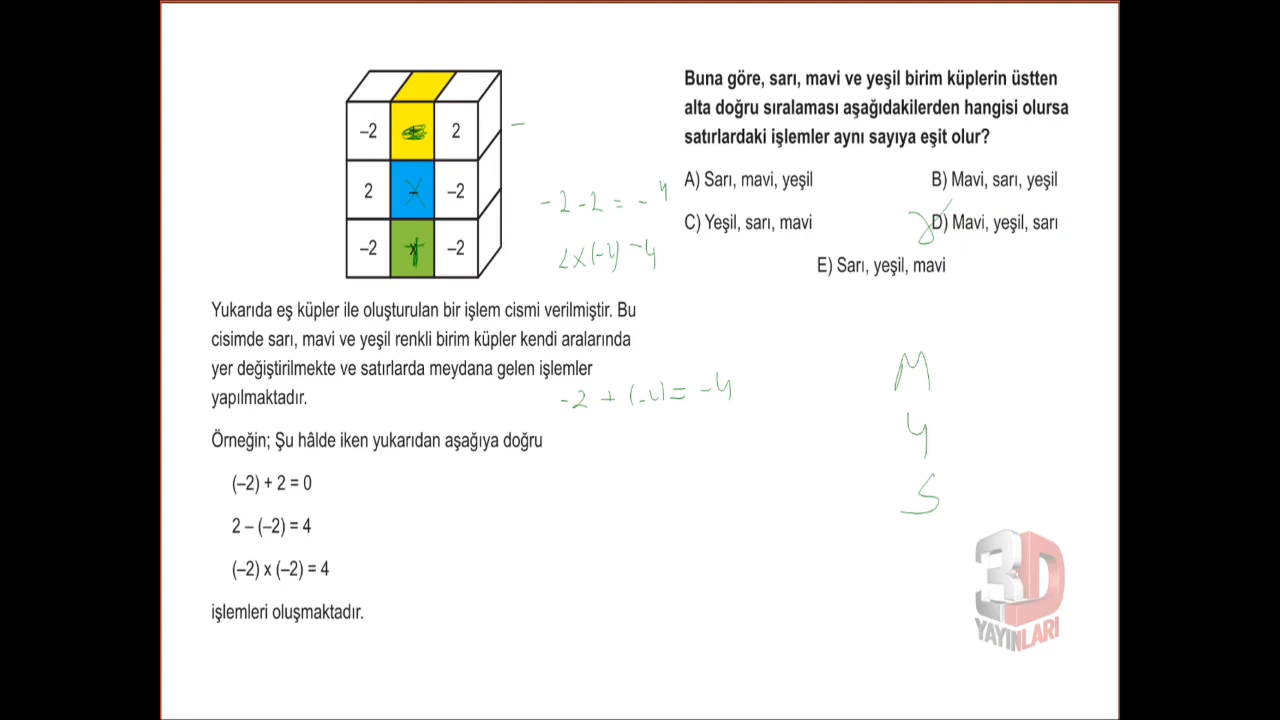 -2 + 2 -
2 - -2
-2 x -2
-2-2 = -4
2x(-2) -4
Yukarıda eş küpler ile oluşturulan bir işlem cismi verilmiştir. Bu
cisimde sarı, mavi ve yeşil renkli birim küpler kendi aralarında
yer değiştirilmekte ve satırlarda meydana gelen işlemler
yapılmaktadır.
-2 + (-2) = -4
Örneğin; Şu hâlde iken yukarıdan aşağıya doğru
(–2) + 2 = 0
2 – (–2) = 4
(–2) x (–2) = 4
işlemleri oluşmaktadır.
Buna göre, sarı, mavi ve yeşil birim küplerin üstten
alta doğru sıralaması aşağıdakilerden hangisi olursa
satırlardaki işlemler aynı sayıya eşit olur?
A) Sarı, mavi, yeşil B) Mavi, sarı, yeşil
C) Yeşil, sarı, mavi D) Mavi, yeşil, sarı
E) Sarı, yeşil, mavi
M
Y
S
3D
YAYINLARI